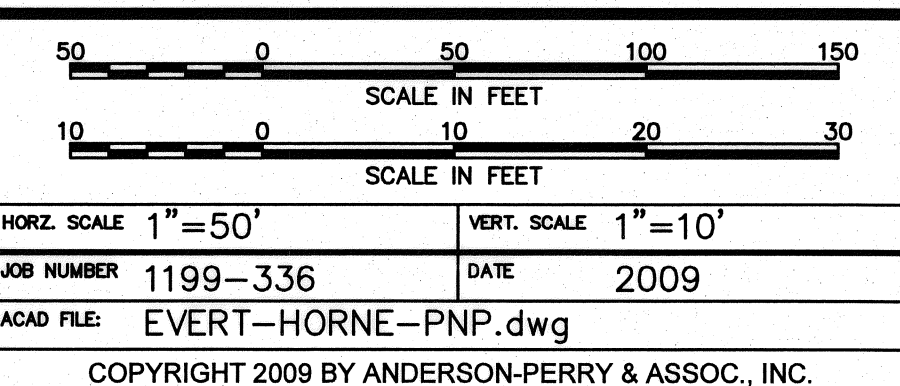 50 0 50 100 150
SCALE IN FEET
10 0 10 20 30
SCALE IN FEET
HORZ. SCALE 1"=50' VERT. SCALE 1"=10'
JOB NUMBER 1199-336 DATE 2009
ACAD FILE: EVERT-HORNE-PNP.dwg
COPYRIGHT 2009 BY ANDERSON-PERRY & ASSOC., INC.